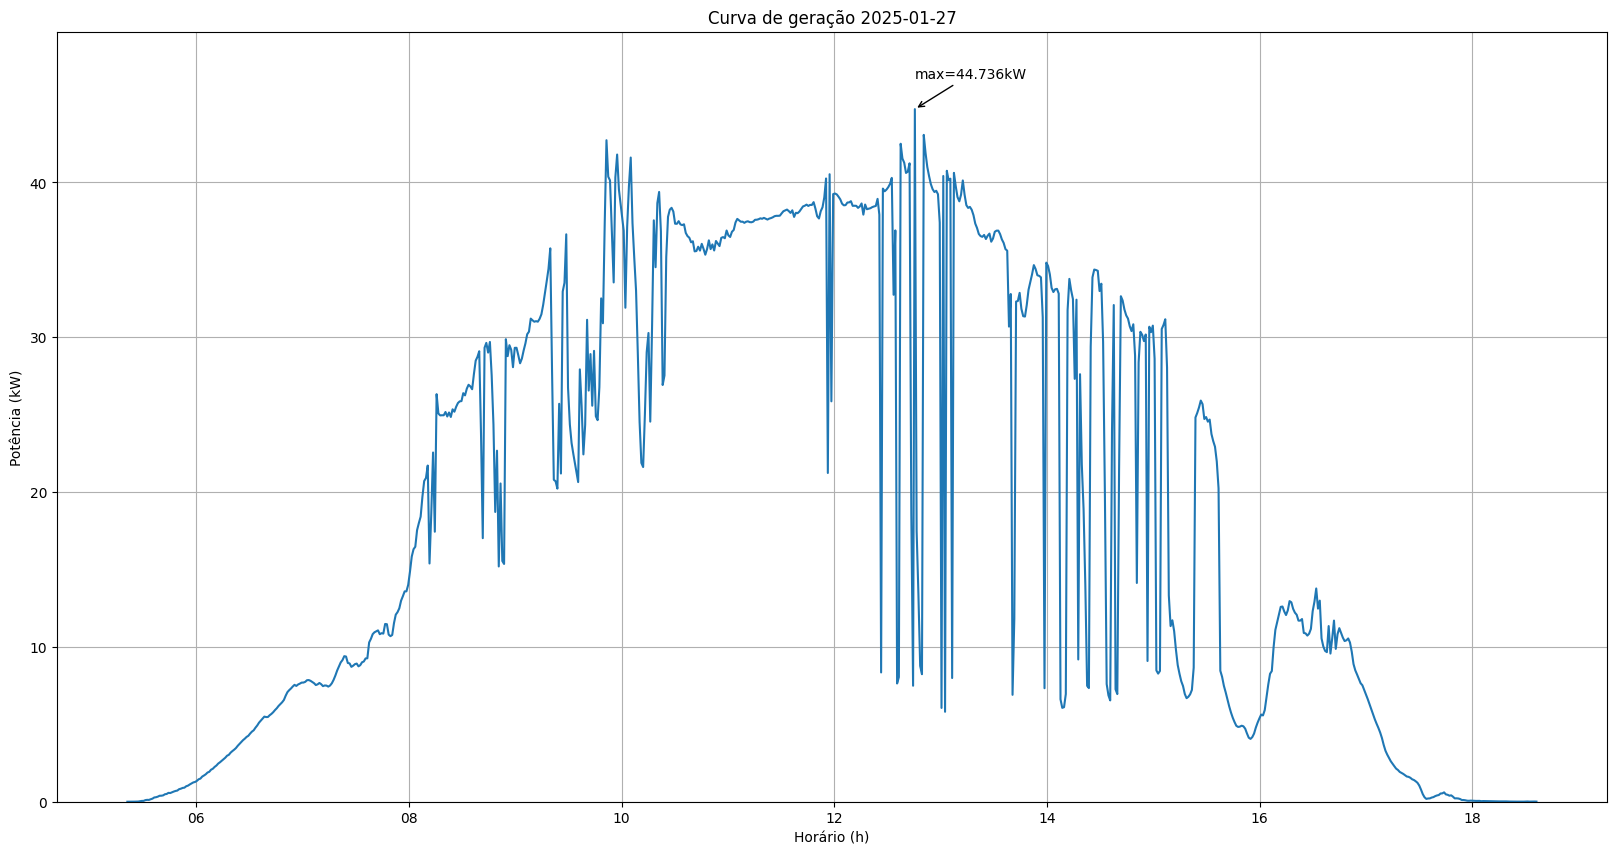 Curva de geração 2025-01-27
max=44.736kW
Potência (kW)
40
30
20
10
0
06 08 10 12 14 16 18
Horário (h)